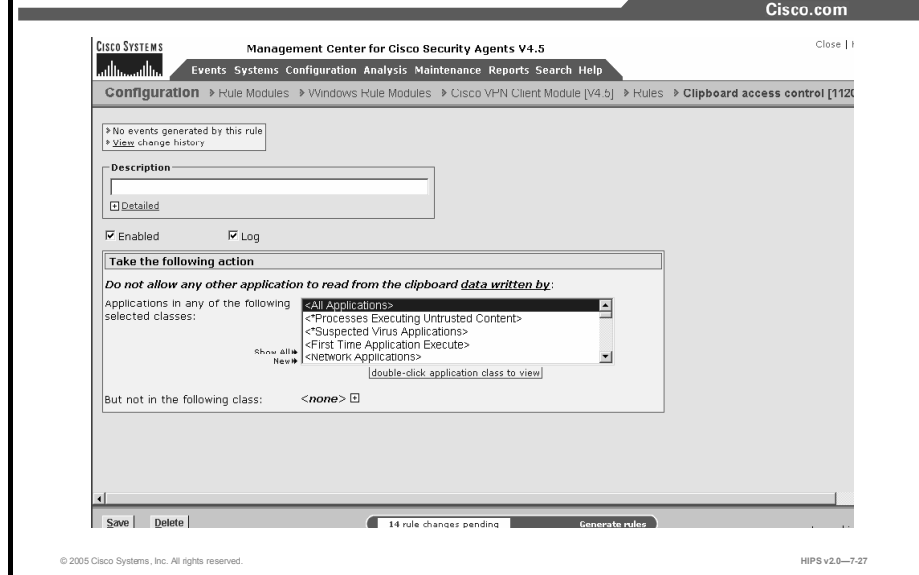 Cisco.com
CISCO SYSTEMS
Management Center for Cisco Security Agents V4.5
Close |
Events Systems Configuration Analysis Maintenance Reports Search Help
Configuration Rule Modules Windows Rule Modules Cisco VPN Client Module [V4.5] Rules Clipboard access control [1120
No events generated by this rule
View change history
Description
Detailed
Enabled Log
Take the following action
Do not allow any other application to read from the clipboard data written by:
Applications in any of the following selected classes:
<All Applications>
<*Processes Executing Untrusted Content>
<*Suspected Virus Applications>
<First Time Application Execute>
<Network Applications>
Show All
New
double-click application class to view
But not in the following class: <none>
Save Delete
14 rule changes pending Generate rules
© 2005 Cisco Systems, Inc. All rights reserved.
HIPS v2.0—7-27